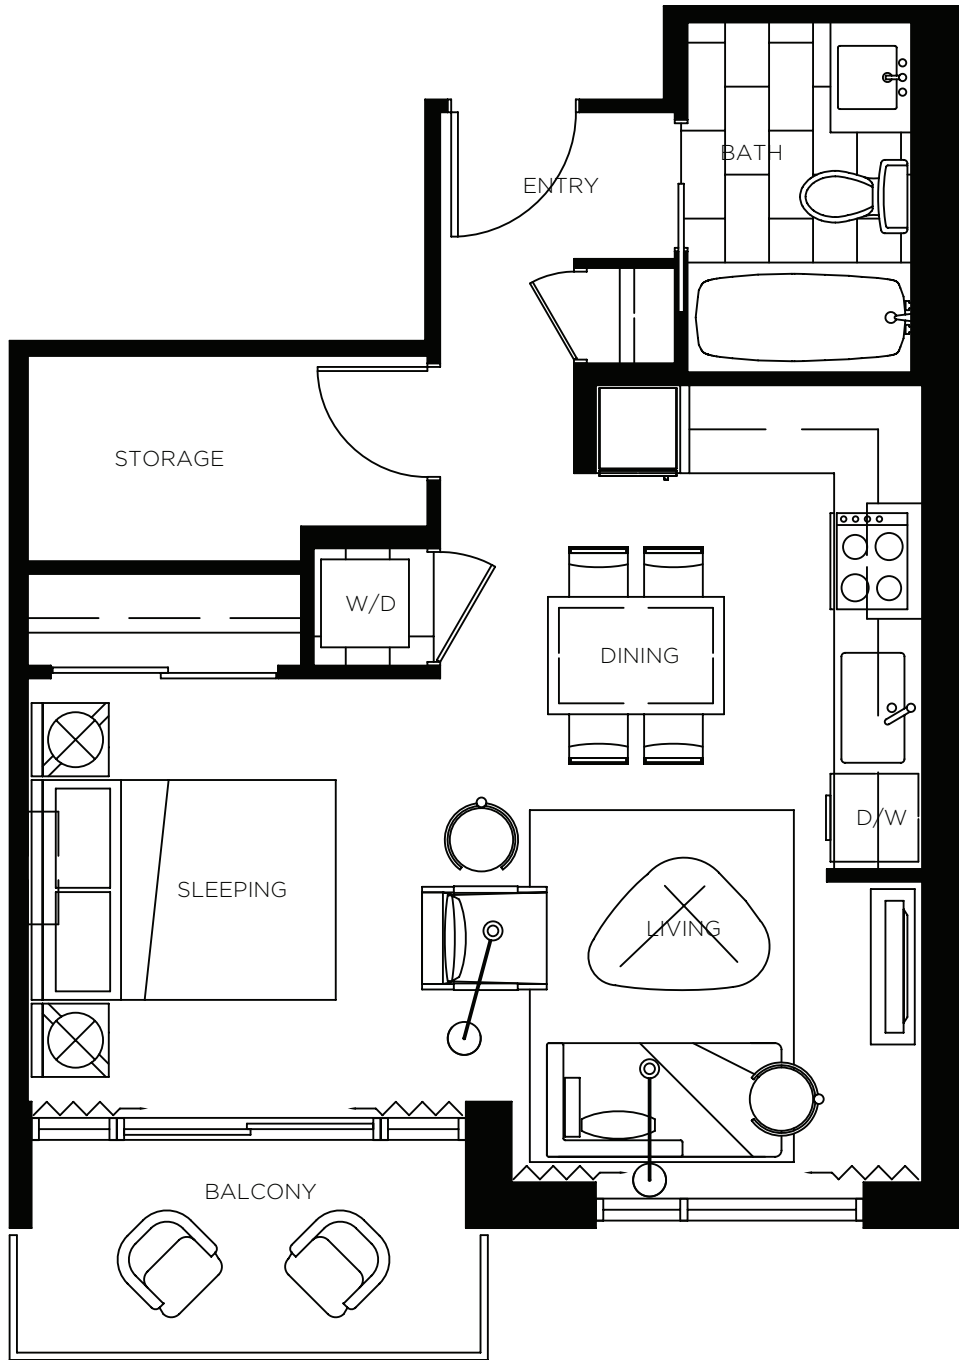 BATH
ENTRY
STORAGE
W/D
DINING
D/W
SLEEPING
LIVING
BALCONY